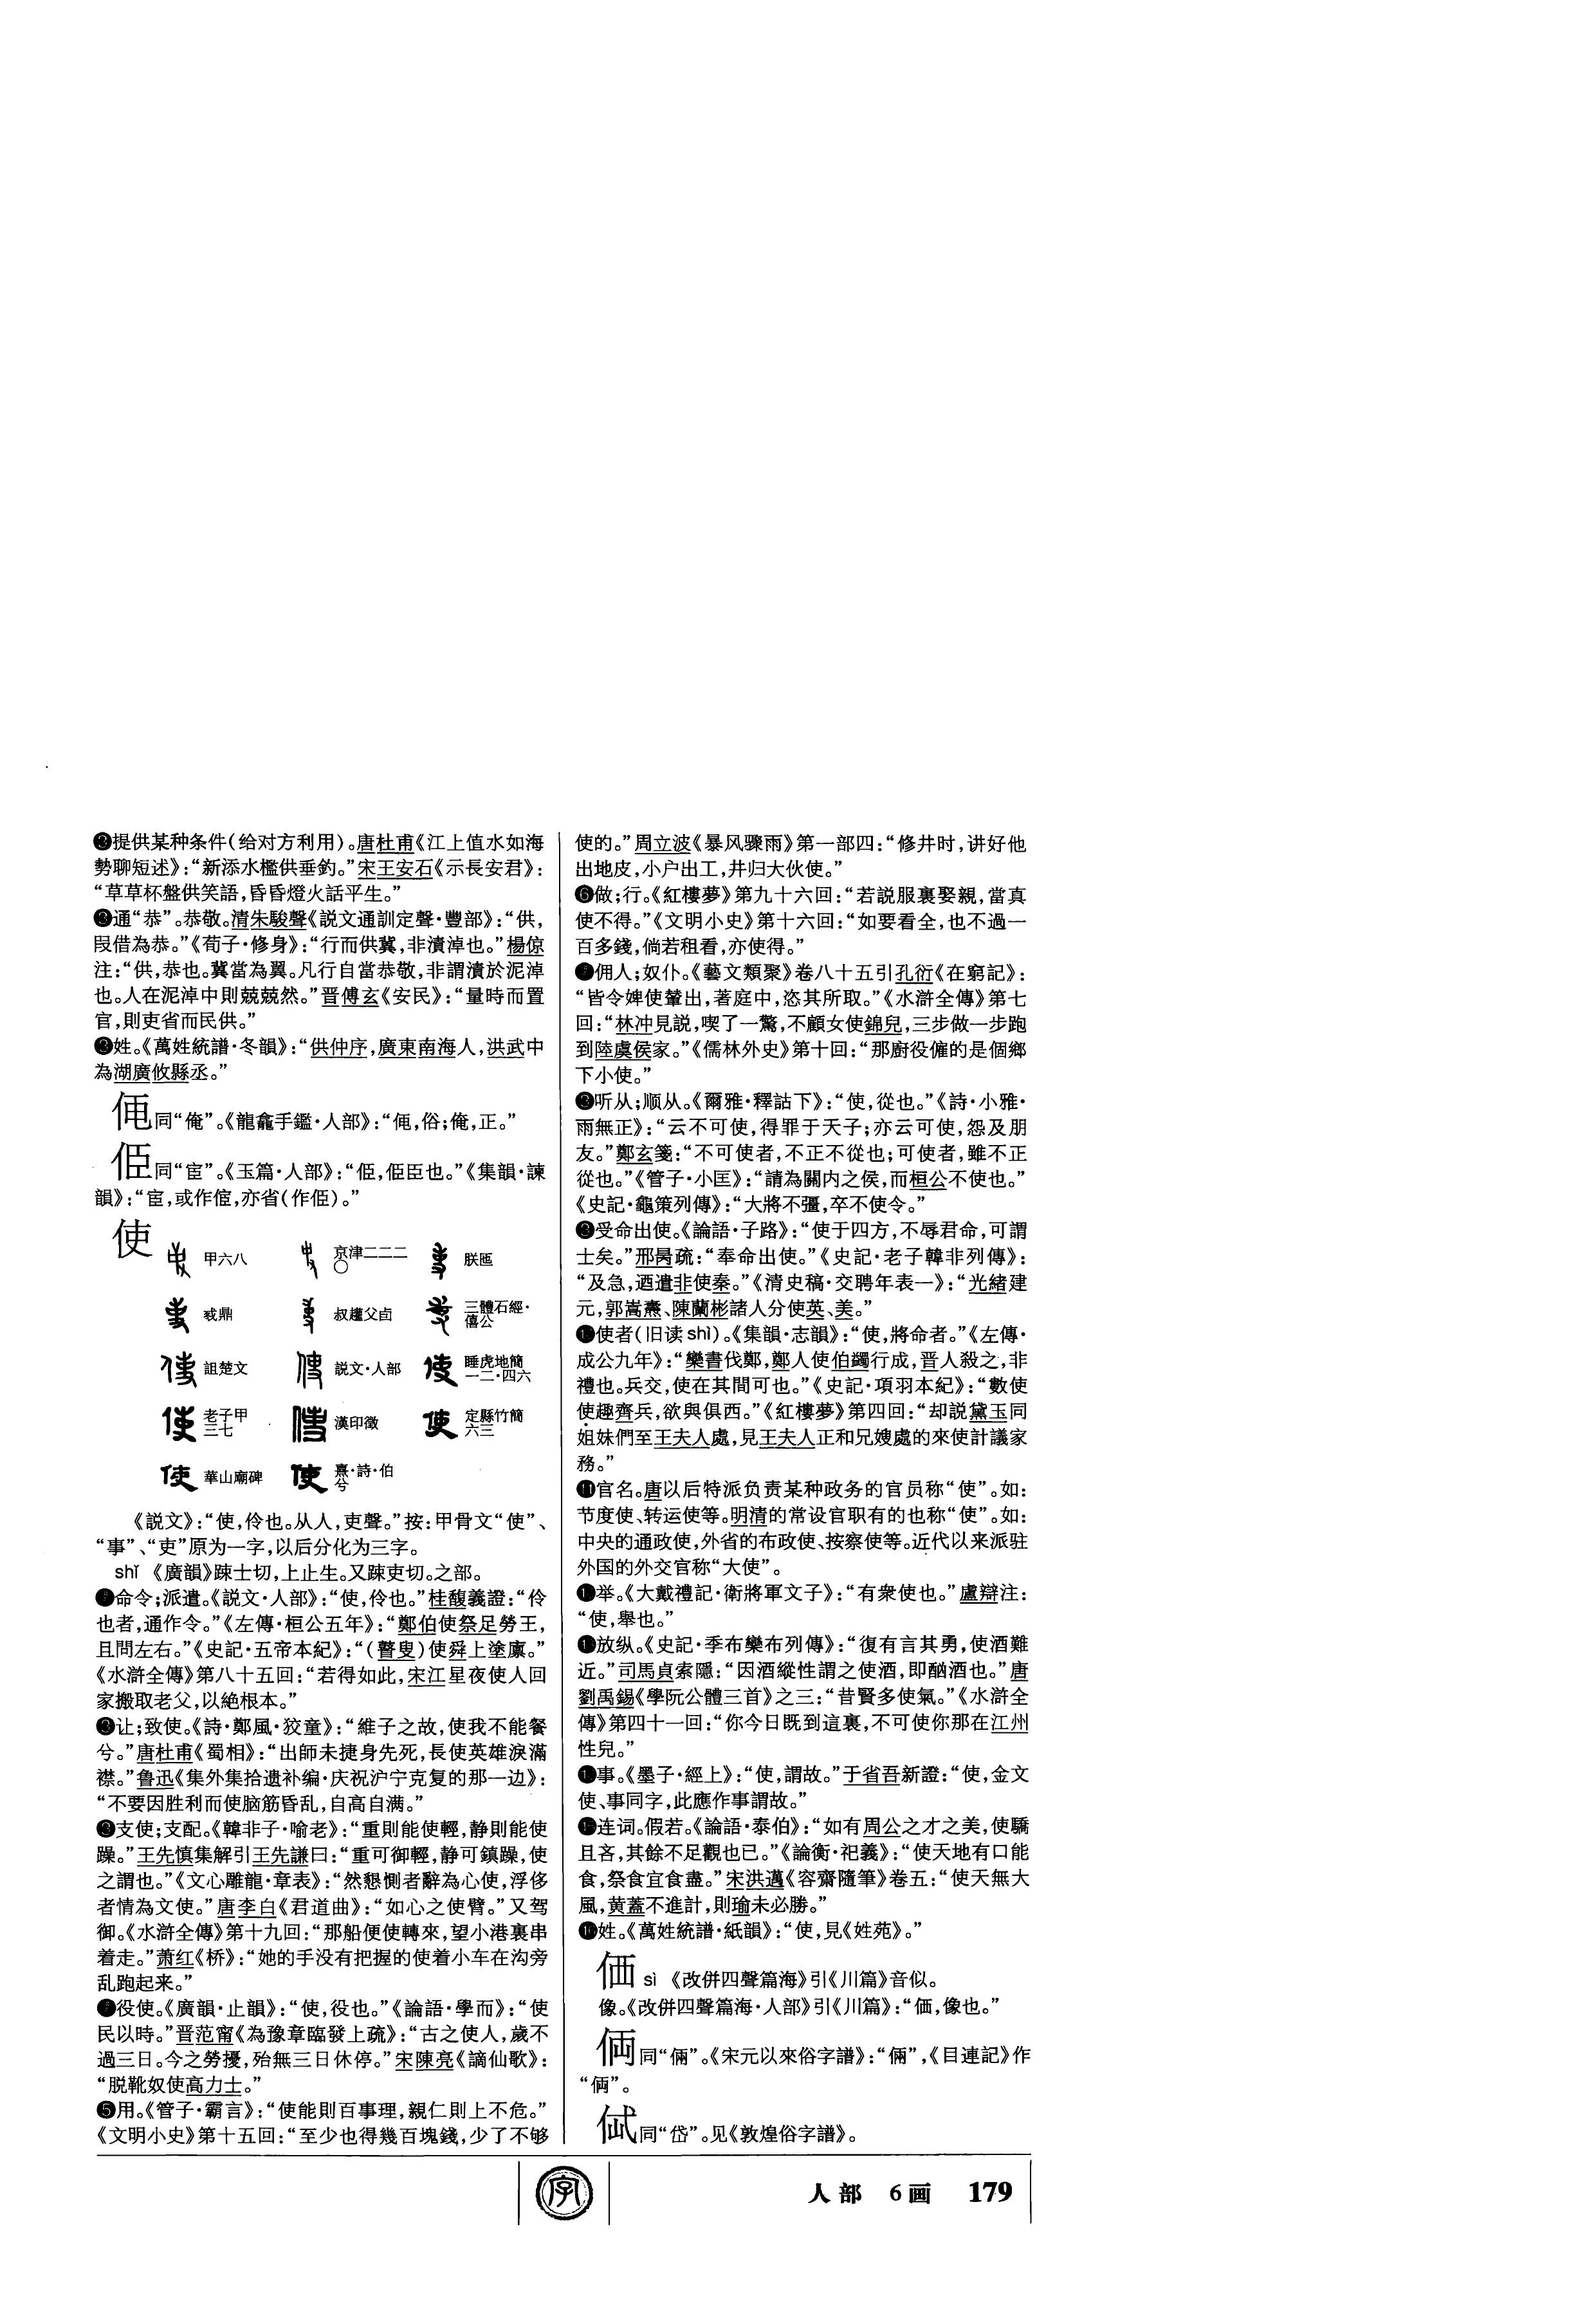 ❸提供某种条件(给对方利用)。唐杜甫《江上值水如海
勢聊短述》：“新添水檻供垂釣。”宋王安石《示長安君》：
“草草杯盤供笑語，昏昏燈火話平生。”
❸通“恭”。恭敬。清朱駿聲《説文通訓定聲·豐部》：“供，
叚借為恭。”《荀子·修身》：“行而供冀，非漬淖也。”楊倞
注：“供，恭也。冀當為翼。凡行自當恭敬，非謂漬於泥淖
也。人在泥淖中則兢兢然。”晋傅玄《安民》：“量時而置
官，則吏省而民供。”
❸姓。《萬姓統譜·冬韻》：“供仲序，廣東南海人，洪武中
為湖廣攸縣丞。”
同“俺”。《龍龕手鑑·人部》：“俗；俺，正。”
㑷同“宦”。《玉篇·人部》：“㑷，㑷臣也。”《集韻·諫
韻》：“宦，或作倌，亦省(作㑷)。”
使
甲六八 京津二二二〇 朕匜
𢦚鼎 叔趯父卣 三體石經·僖公
詛楚文 説文·人部 睡虎地簡一二·四六
老子甲三七 漢印徵 定縣竹簡六三
華山廟碑 熹·詩·伯兮
《説文》：“使，伶也。从人，吏聲。”按：甲骨文“使”、
“事”、“吏”原为一字，以后分化为三字。
shǐ 《廣韻》踈士切，上止生。又踈吏切。之部。
命令；派遣。《説文·人部》：“使，伶也。”桂馥義證：“伶
也者，通作令。”《左傳·桓公五年》：“鄭伯使祭足勞王，
且問左右。”《史記·五帝本紀》：“(瞽叟)使舜上塗廪。”
《水滸全傳》第八十五回：“若得如此，宋江星夜使人回
家搬取老父，以絶根本。”
❸让；致使。《詩·鄭風·狡童》：“維子之故，使我不能餐
兮。”唐杜甫《蜀相》：“出師未捷身先死，長使英雄淚滿
襟。”鲁迅《集外集拾遗补编·庆祝沪宁克复的那一边》：
“不要因胜利而使脑筋昏乱，自高自满。”
❸支使；支配。《韓非子·喻老》：“重則能使輕，静則能使
躁。”王先慎集解引王先謙曰：“重可御輕，静可鎮躁，使
之謂也。”《文心雕龍·章表》：“然懇惻者辭為心使，浮侈
者情為文使。”唐李白《君道曲》：“如心之使臂。”又驾
御。《水滸全傳》第十九回：“那船便使轉來，望小港裏串
着走。”萧红《桥》：“她的手没有把握的使着小车在沟旁
乱跑起来。”
役使。《廣韻·止韻》：“使，役也。”《論語·學而》：“使
民以時。”晋范甯《為豫章臨發上疏》：“古之使人，歲不
過三日。今之勞擾，殆無三日休停。”宋陳亮《謫仙歌》：
“脱靴奴使高力士。”
❺用。《管子·霸言》：“使能則百事理，親仁則上不危。”
《文明小史》第十五回：“至少也得幾百塊錢，少了不够
使的。”周立波《暴风骤雨》第一部四：“修井时，讲好他
出地皮，小户出工，井归大伙使。”
❻做；行。《紅樓夢》第九十六回：“若説服裏娶親，當真
使不得。”《文明小史》第十六回：“如要看全，也不過一
百多錢，倘若租看，亦使得。”
佣人；奴仆。《藝文類聚》卷八十五引孔衍《在窮記》：
“皆令婢使輦出，著庭中，恣其所取。”《水滸全傳》第七
回：“林冲見説，喫了一驚，不顧女使錦兒，三步做一步跑
到陸虞侯家。”《儒林外史》第十回：“那廚役僱的是個鄉
下小使。”
❸听从；顺从。《爾雅·釋詁下》：“使，從也。”《詩·小雅·
雨無正》：“云不可使，得罪于天子；亦云可使，怨及朋
友。”鄭玄箋：“不可使者，不正不從也；可使者，雖不正
從也。”《管子·小匡》：“請為關内之侯，而桓公不使也。”
《史記·龜策列傳》：“大將不彊，卒不使令。”
❸受命出使。《論語·子路》：“使于四方，不辱君命，可謂
士矣。”邢昺疏：“奉命出使。”《史記·老子韓非列傳》：
“及急，迺遣非使秦。”《清史稿·交聘年表一》：“光緒建
元，郭嵩燾、陳蘭彬諸人分使英、美。”
使者(旧读shì)。《集韻·志韻》：“使，將命者。”《左傳·
成公九年》：“欒書伐鄭，鄭人使伯蠲行成，晋人殺之，非
禮也。兵交，使在其間可也。”《史記·項羽本紀》：“數使
使趣齊兵，欲與俱西。”《紅樓夢》第四回：“却説黛玉同
姐妹們至王夫人處，見王夫人正和兄嫂處的來使計議家
務。”
⓫官名。唐以后特派负责某种政务的官员称“使”。如：
节度使、转运使等。明清的常设官职有的也称“使”。如：
中央的通政使，外省的布政使、按察使等。近代以来派驻
外国的外交官称“大使”。
举。《大戴禮記·衛將軍文子》：“有衆使也。”盧辯注：
“使，舉也。”
放纵。《史記·季布欒布列傳》：“復有言其勇，使酒難
近。”司馬貞索隱：“因酒縱性謂之使酒，即酗酒也。”唐
劉禹錫《學阮公體三首》之三：“昔賢多使氣。”《水滸全
傳》第四十一回：“你今日既到這裏，不可使你那在江州
性兒。”
事。《墨子·經上》：“使，謂故。”于省吾新證：“使，金文
使、事同字，此應作事謂故。”
连词。假若。《論語·泰伯》：“如有周公之才之美，使驕
且吝，其餘不足觀也已。”《論衡·祀義》：“使天地有口能
食，祭食宜食盡。”宋洪邁《容齋隨筆》卷五：“使天無大
風，黄蓋不進計，則瑜未必勝。”
姓。《萬姓統譜·紙韻》：“使，見《姓苑》。”
価 sì 《改併四聲篇海》引《川篇》音似。
像。《改併四聲篇海·人部》引《川篇》：“価，像也。”
同“倆”。《宋元以來俗字譜》：“倆”，《目連記》作
“”。
同“岱”。见《敦煌俗字譜》。
字
人部 6画 179